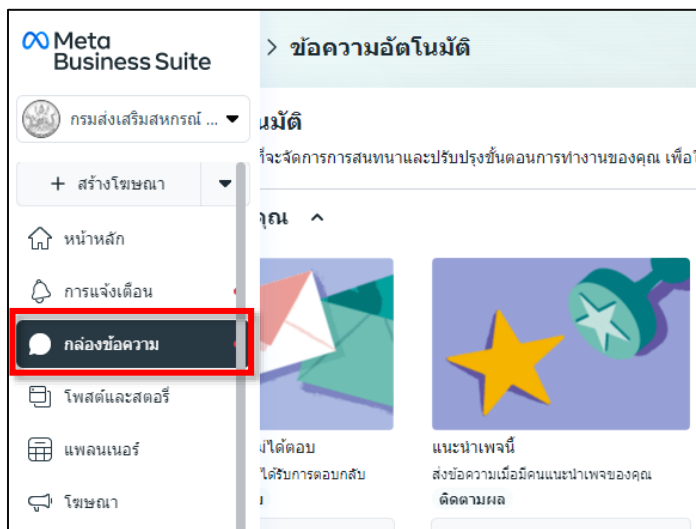 Meta
Business Suite
> ข้อความอัตโนมัติ
กรมส่งเสริมสหกรณ์ ...
นมัติ
ที่จะจัดการการสนทนาและปรับปรุงขั้นตอนการทำงานของคุณ เพื่อใ
+ สร้างโฆษณา
คุณ
หน้าหลัก
การแจ้งเตือน
กล่องข้อความ
โพสต์และสตอรี่
แพลนเนอร์
โฆษณา
ม่ได้ตอบ
ได้รับการตอบกลับ
แนะนำเพจนี้
ส่งข้อความเมื่อมีคนแนะนำเพจของคุณ
ติดตามผล